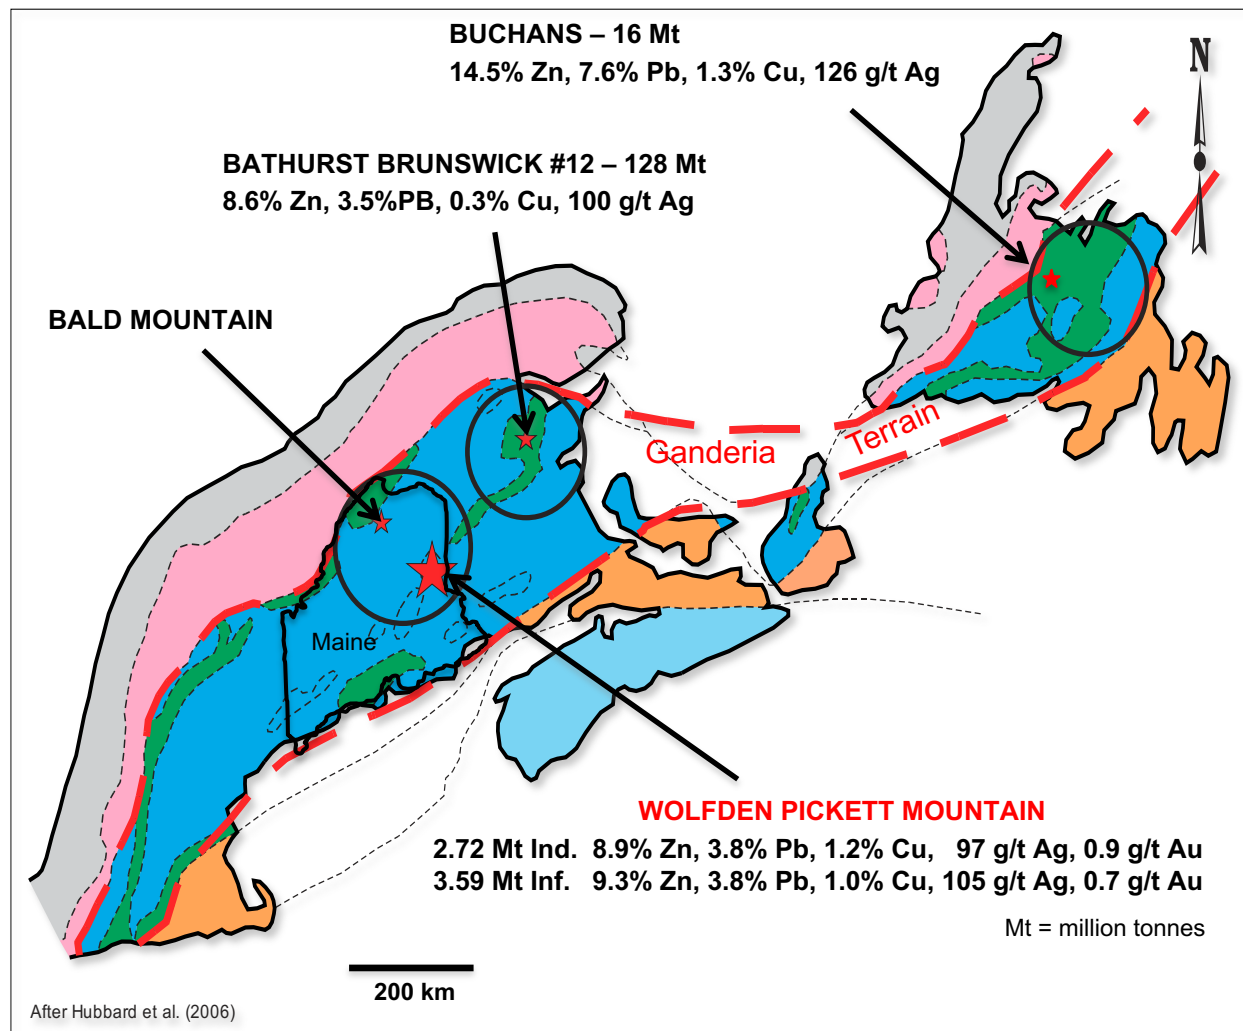 BUCHANS – 16 Mt
14.5% Zn, 7.6% Pb, 1.3% Cu, 126 g/t Ag
N
BATHURST BRUNSWICK #12 – 128 Mt
8.6% Zn, 3.5%PB, 0.3% Cu, 100 g/t Ag
BALD MOUNTAIN
Ganderia Terrain
Maine
WOLFDEN PICKETT MOUNTAIN
2.72 Mt Ind. 8.9% Zn, 3.8% Pb, 1.2% Cu, 97 g/t Ag, 0.9 g/t Au
3.59 Mt Inf. 9.3% Zn, 3.8% Pb, 1.0% Cu, 105 g/t Ag, 0.7 g/t Au
Mt = million tonnes
200 km
After Hubbard et al. (2006)